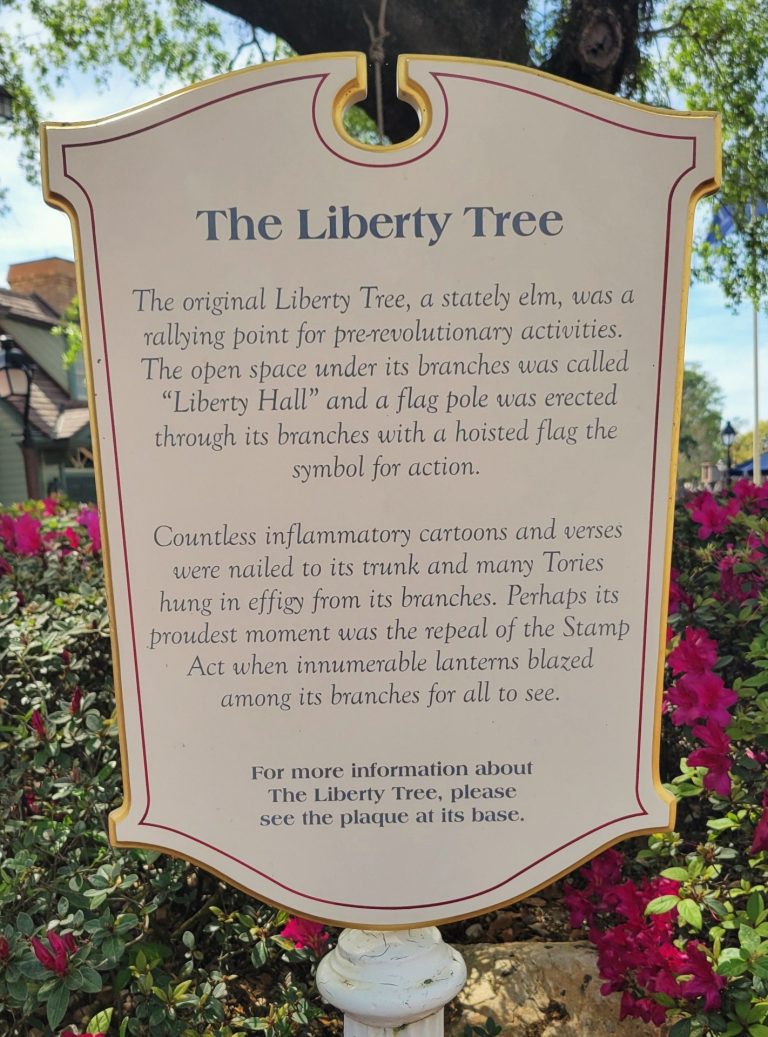 The Liberty Tree
The original Liberty Tree, a stately elm, was a
rallying point for pre-revolutionary activities.
The open space under its branches was called
“Liberty Hall” and a flag pole was erected
through its branches with a hoisted flag the
symbol for action.
Countless inflammatory cartoons and verses
were nailed to its trunk and many Tories
hung in effigy from its branches. Perhaps its
proudest moment was the repeal of the Stamp
Act when innumerable lanterns blazed
among its branches for all to see.
For more information about
The Liberty Tree, please
see the plaque at its base.